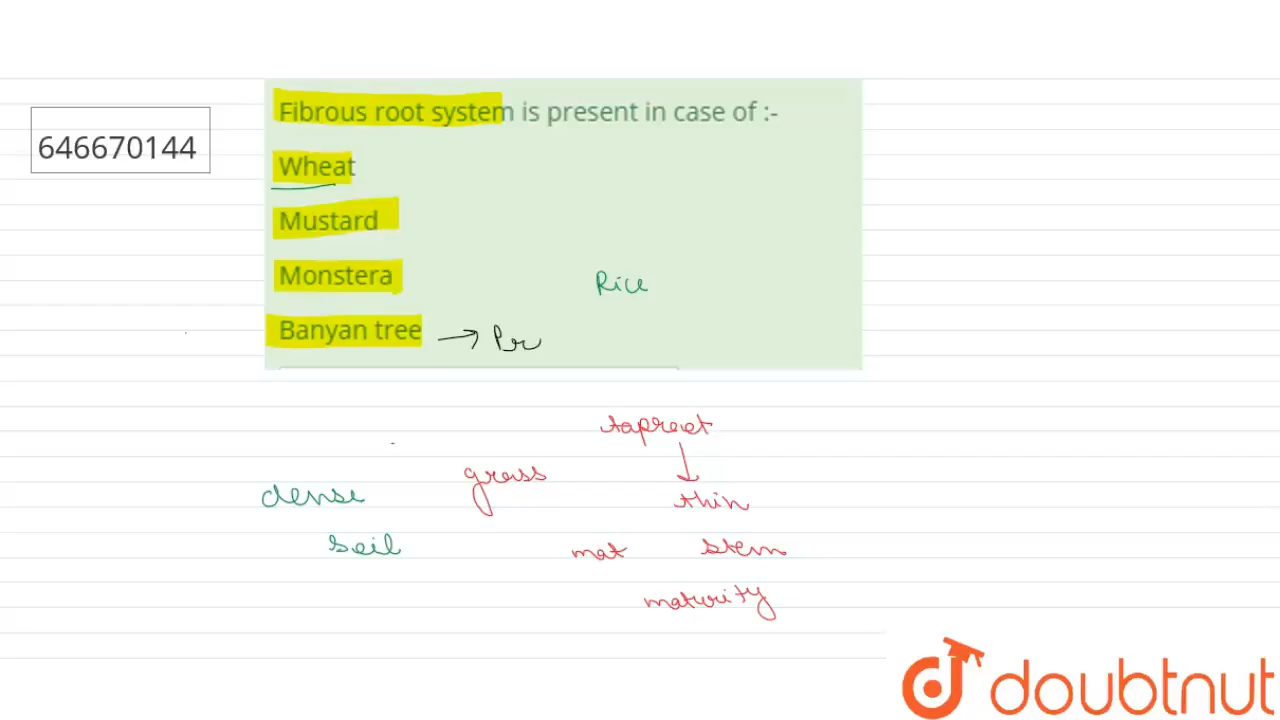 Fibrous root system is present in case of :-
646670144
Wheat
Mustard
Monstera
Rice
Banyan tree → Pr
taproot
grass
dense
thin
soil
mat
stem
maturity
doubtnut